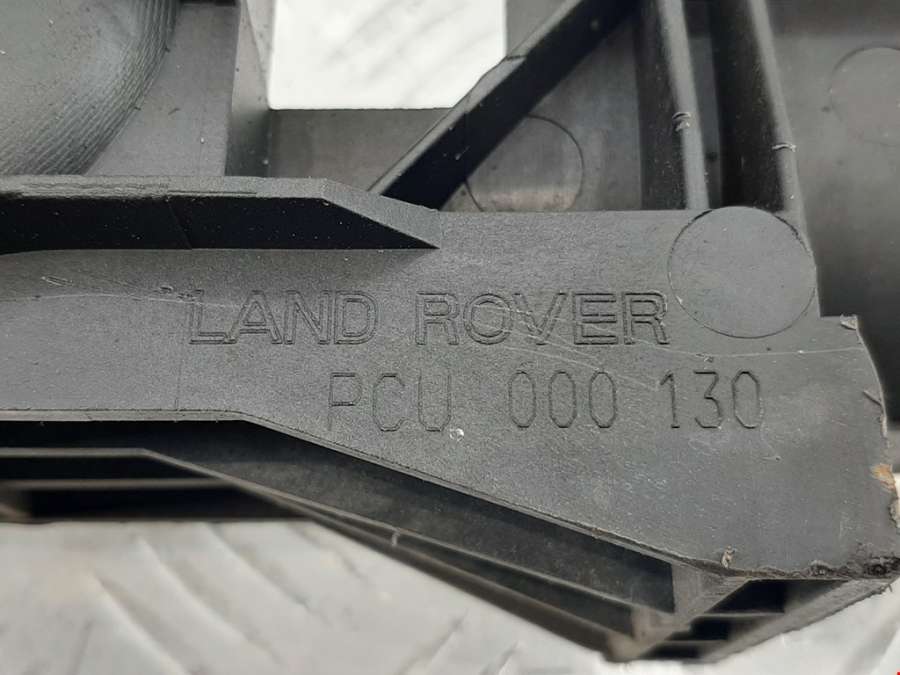 LAND ROVER
PCU 000 130